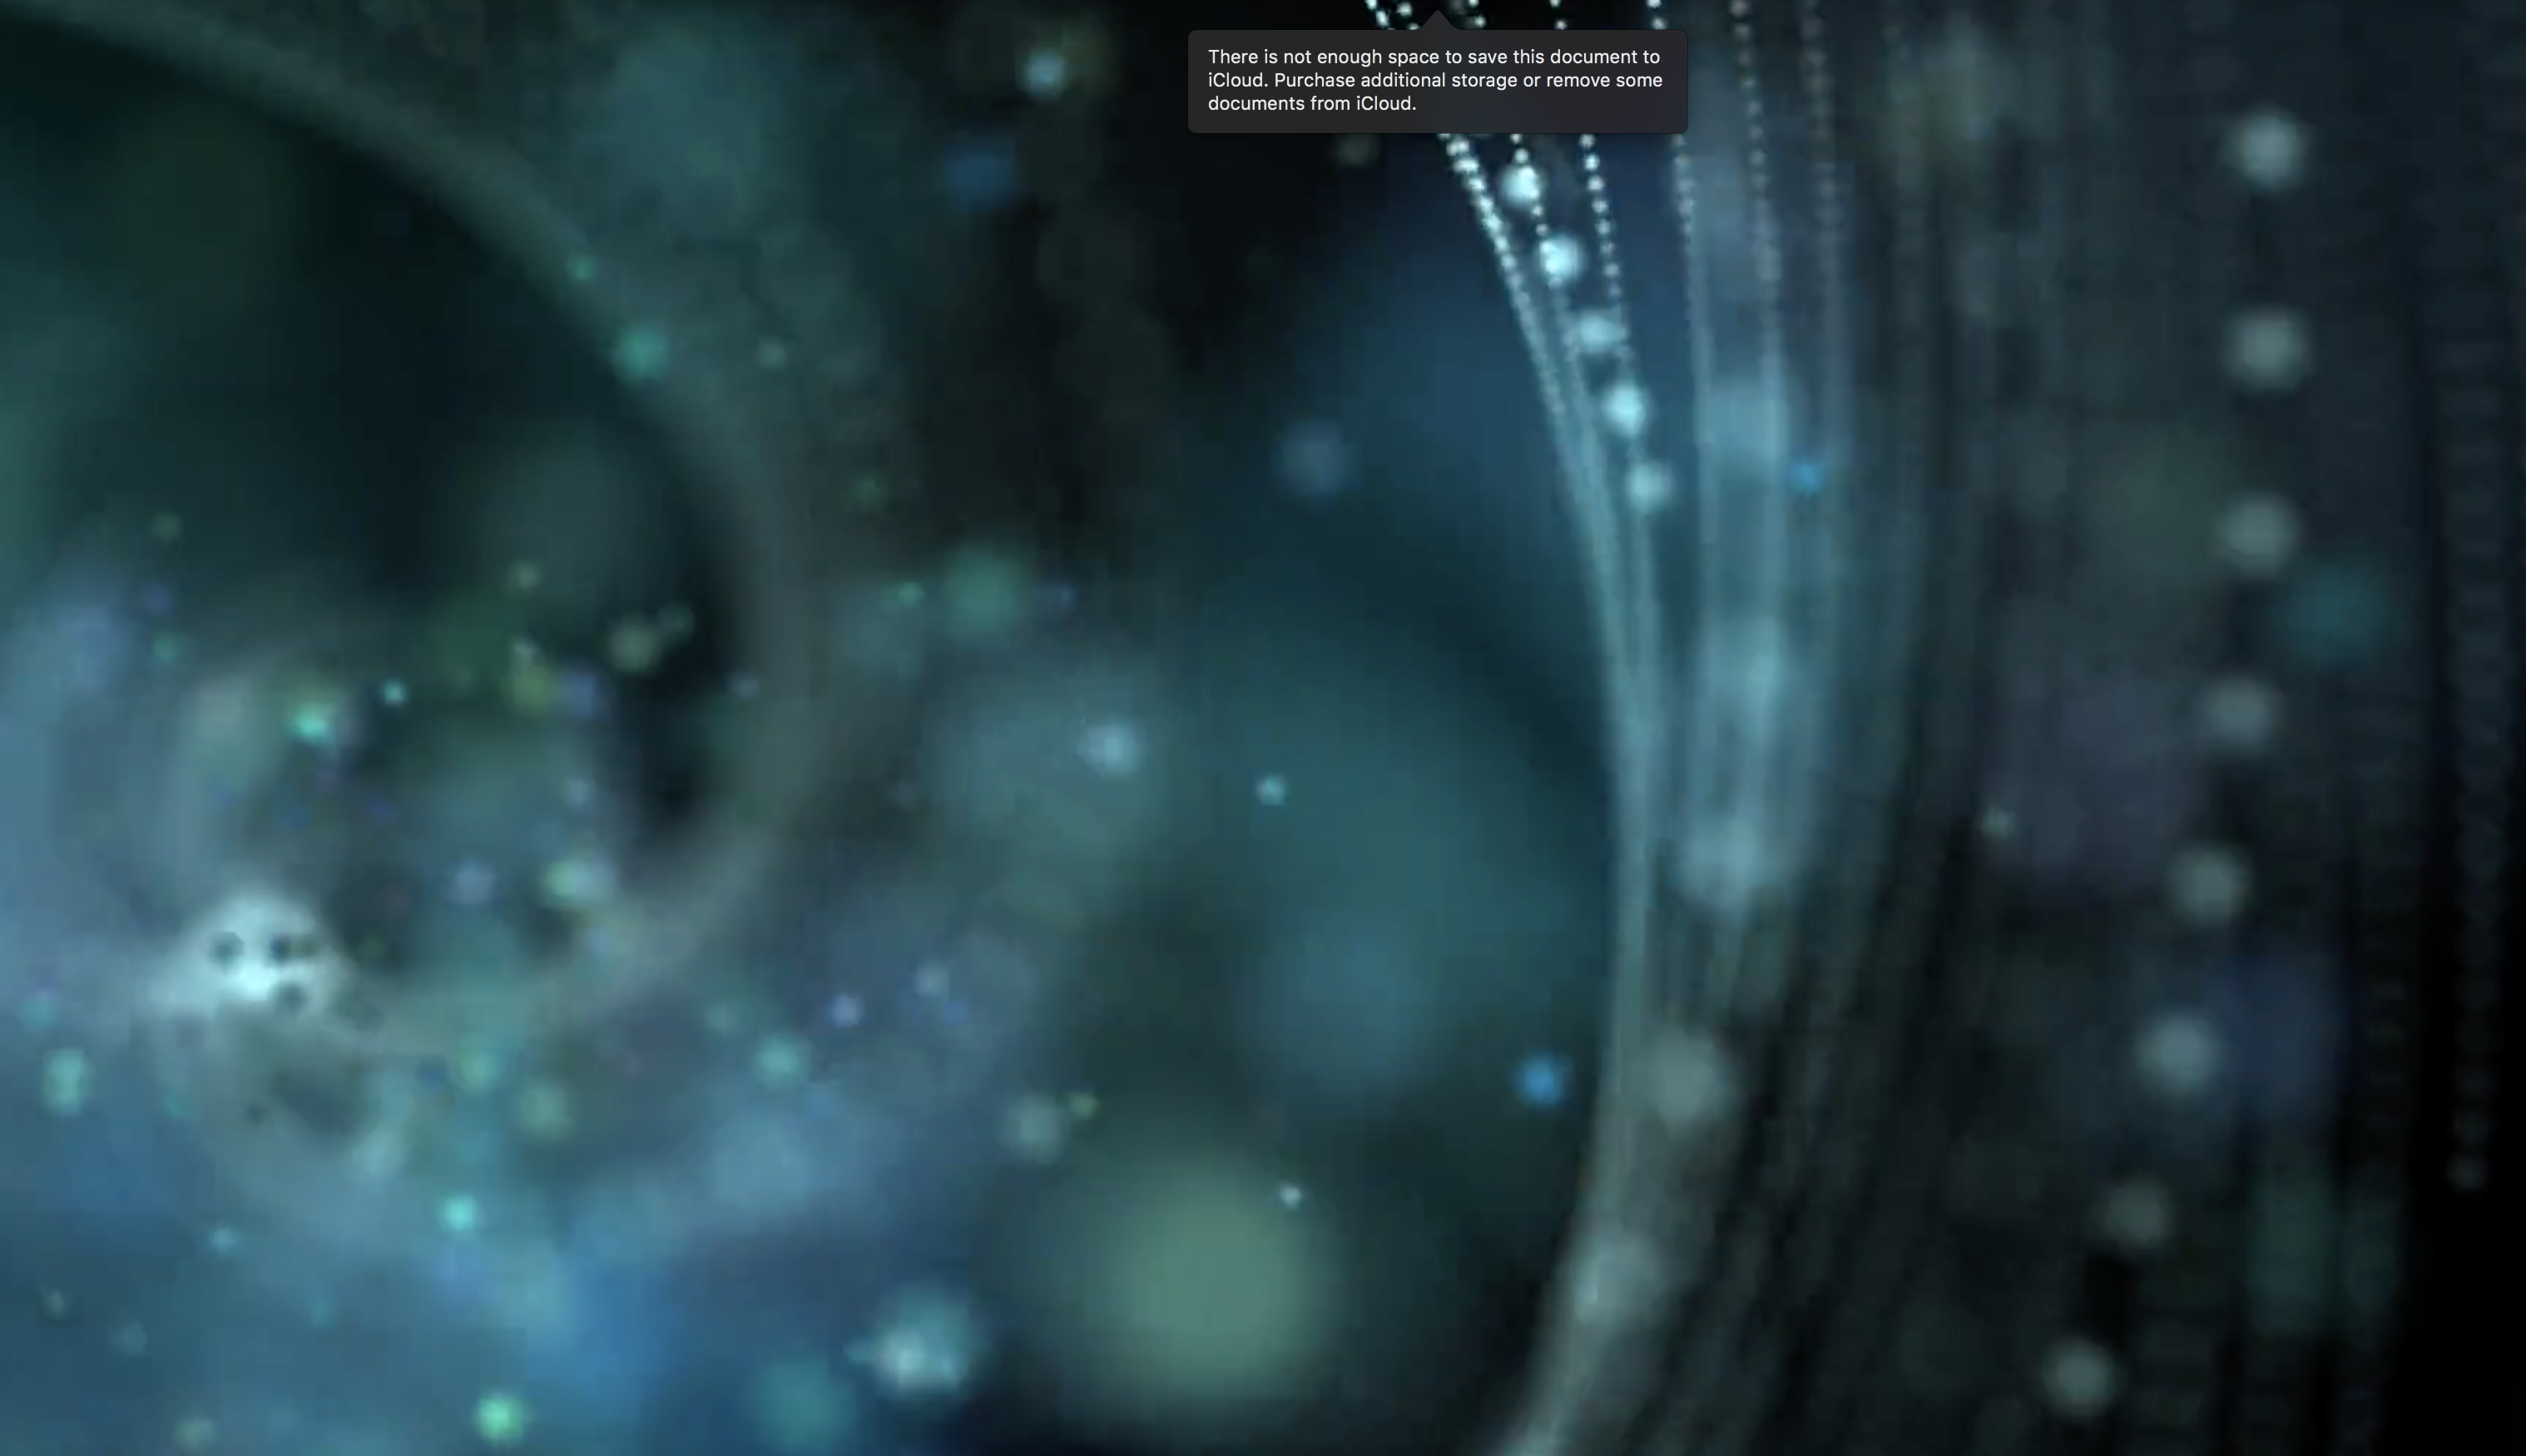 There is not enough space to save this document to
iCloud. Purchase additional storage or remove some
documents from iCloud.